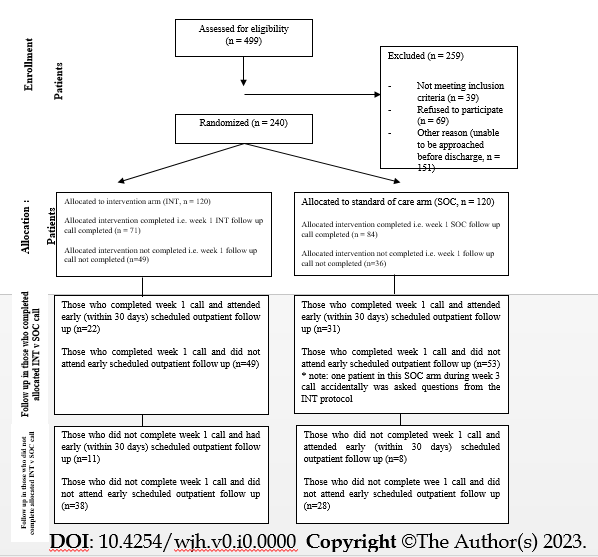 Assessed for eligibility
(n = 499)
Enrollment
Patients
Excluded (n = 259)
- Not meeting inclusion
criteria (n = 39)
- Refused to participate
(n = 69)
- Other reason (unable
to be approached
before discharge, n =
151)
Randomized (n = 240)
Allocation :
Patients
Allocated to intervention arm (INT, n = 120)
Allocated intervention completed i.e. week 1 INT follow up
call completed (n = 71)
Allocated intervention not completed i.e. week 1 follow up
call not completed (n=49)
Allocated to standard of care arm (SOC, n = 120)
Allocated intervention completed i.e. week 1 SOC follow up
call completed (n = 84)
Allocated intervention not completed i.e. week 1 follow up
call not completed (n=36)
Follow up in those who completed
allocated INT v SOC call
Those who completed week 1 call and attended
early (within 30 days) scheduled outpatient follow
up (n=22)
Those who completed week 1 call and did not
attend early scheduled outpatient follow up (n=49)
Those who completed week 1 call and attended
early (within 30 days) scheduled outpatient follow
up (n=31)
Those who completed week 1 call and did not
attend early scheduled outpatient follow up (n=53)
* note: one patient in this SOC arm during week 3
call accidentally was asked questions from the
INT protocol
Follow up in those who did not
complete allocated INT v SOC call
Those who did not complete week 1 call and had
early (within 30 days) scheduled outpatient follow
up (n=11)
Those who did not complete week 1 call and did
not attend early scheduled outpatient follow up
(n=38)
Those who did not completed week 1 call and
attended early (within 30 days) scheduled
outpatient follow up (n=8)
Those who did not complete wee 1 call and did
not attend early scheduled outpatient follow up
(n=28)
DOI: 10.4254/wjh.v0.i0.0000 Copyright ©The Author(s) 2023.